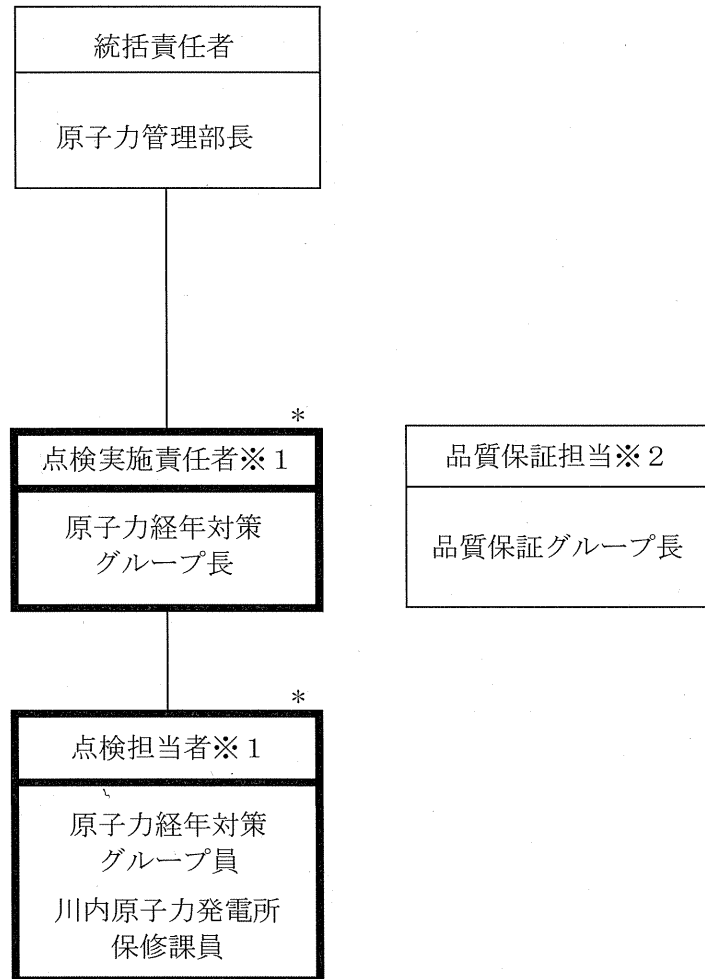 統括責任者
原子力管理部長
*
点検実施責任者※1
原子力経年対策
グループ長
品質保証担当※2
品質保証グループ長
*
点検担当者※1
原子力経年対策
グループ員
川内原子力発電所
保修課員